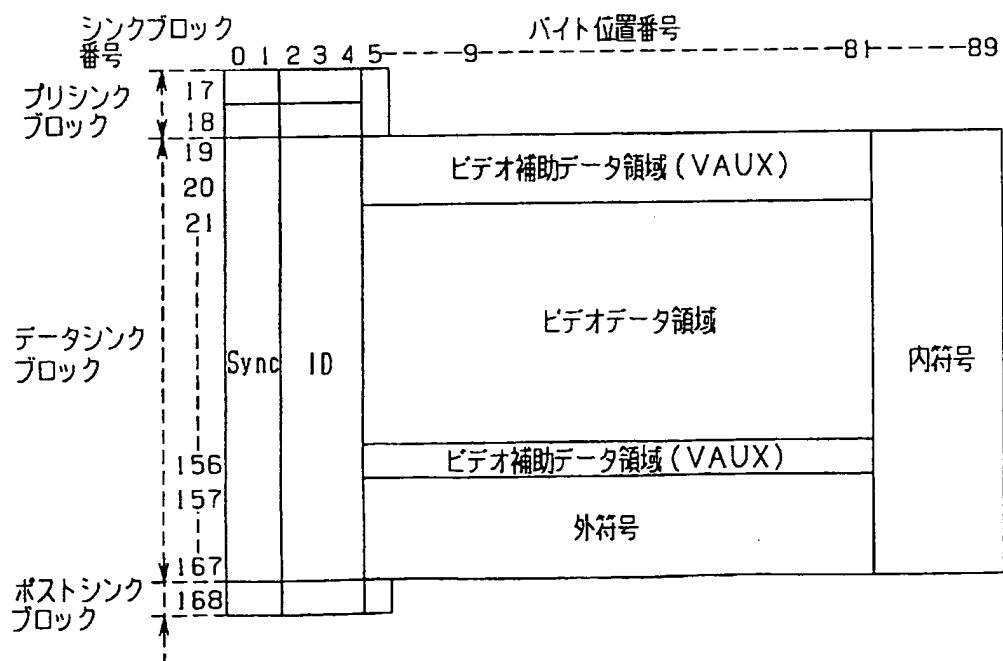 シンクブロック
番号
バイト位置番号
0 1 2 3 4 5 9 81 89
プリシンク
ブロック
17
18
19
20
21
ビデオ補助データ領域(VAUX)
ビデオデータ領域
データシンク
ブロック
Sync
ID
内符号
156
ビデオ補助データ領域(VAUX)
157
外符号
167
ポストシンク
ブロック
168